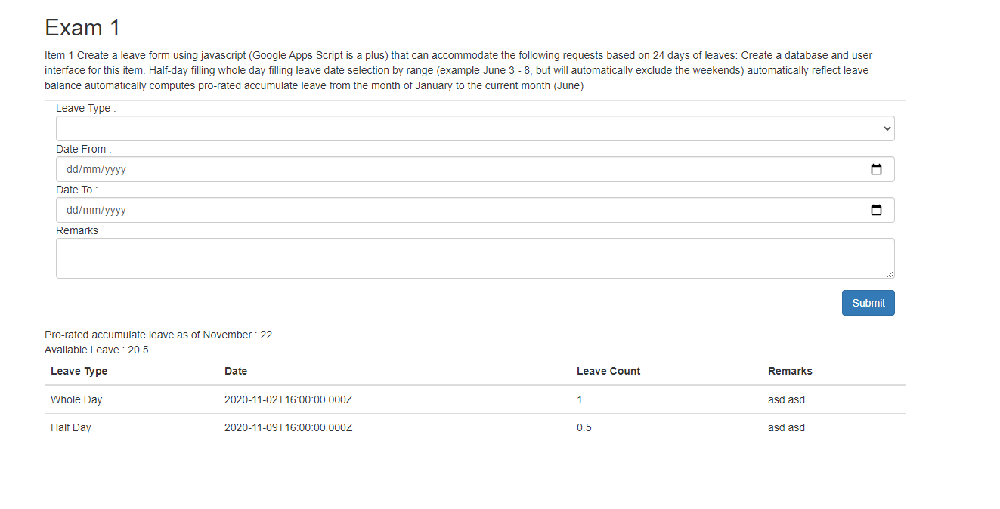 Exam 1
Item 1 Create a leave form using javascript (Google Apps Script is a plus) that can accommodate the following requests based on 24 days of leaves: Create a database and user
interface for this item. Half-day filling whole day filling leave date selection by range (example June 3 - 8, but will automatically exclude the weekends) automatically reflect leave
balance automatically computes pro-rated accumulate leave from the month of January to the current month (June)
Leave Type :
Date From :
dd/mm/yyyy
Date To :
dd/mm/yyyy
Remarks
Submit
Pro-rated accumulate leave as of November : 22
Available Leave : 20.5
Leave Type Date Leave Count Remarks
Whole Day 2020-11-02T16:00:00.000Z 1 asd asd
Half Day 2020-11-09T16:00:00.000Z 0.5 asd asd